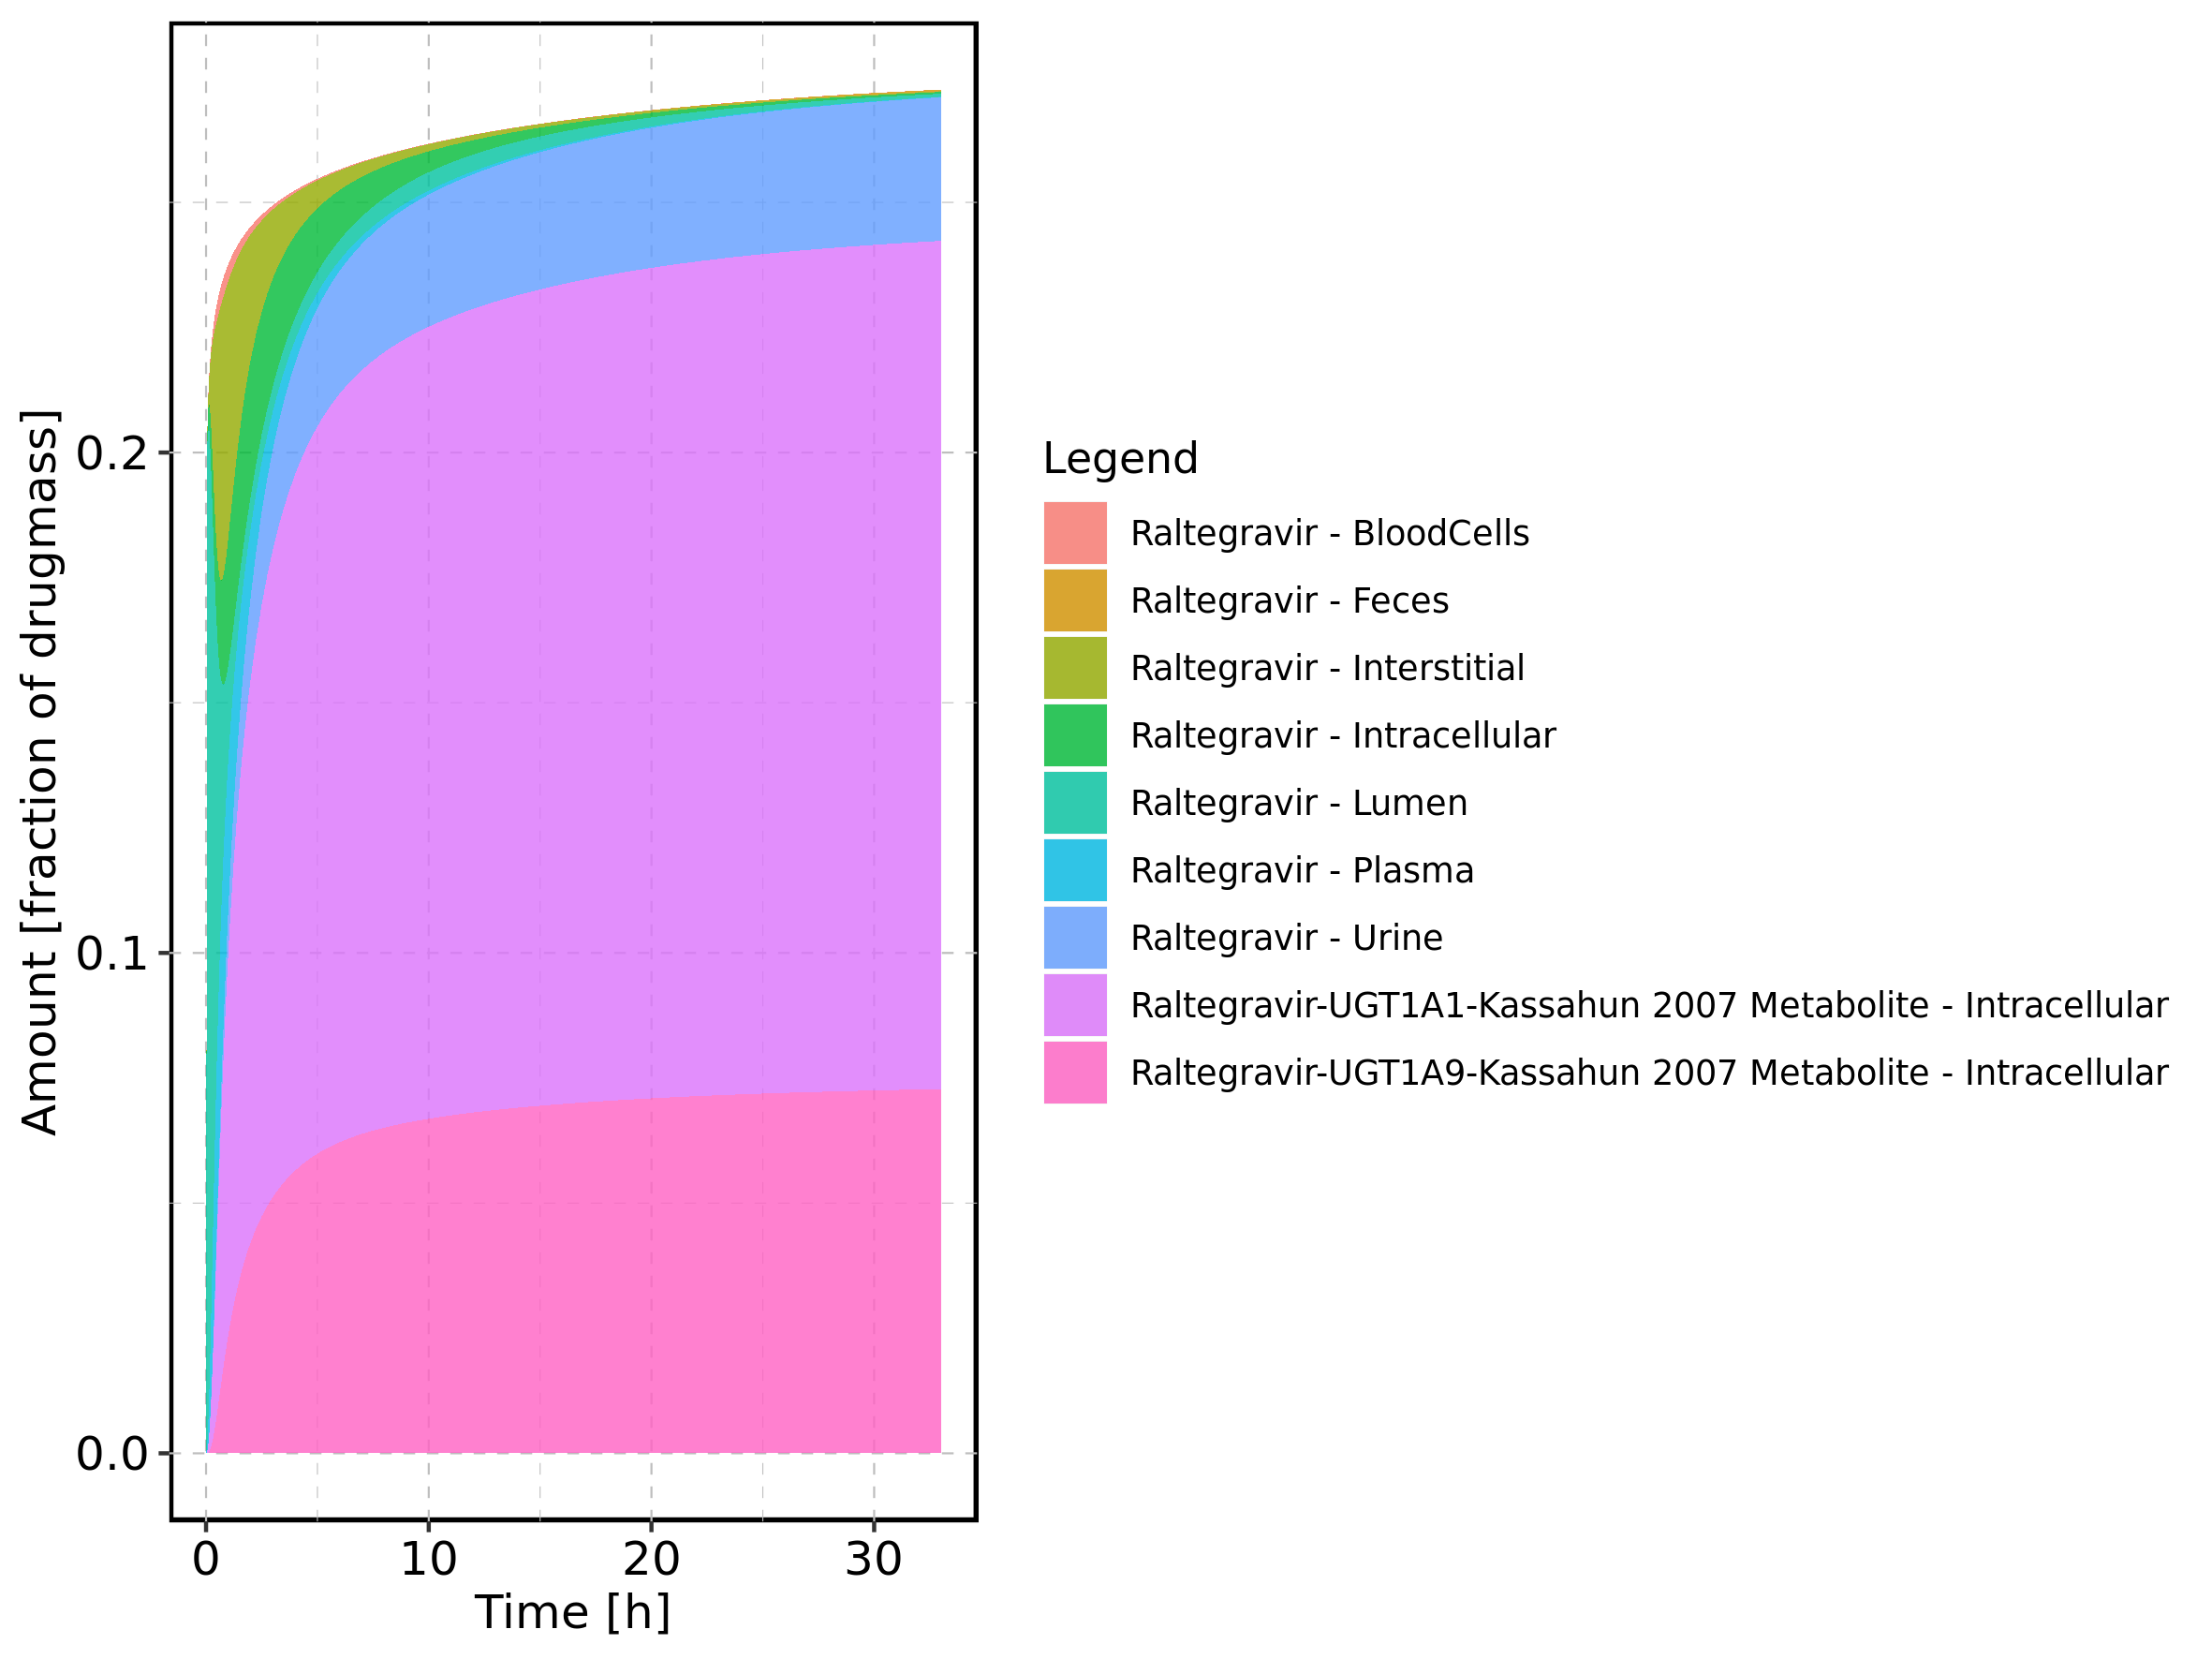 Amount [fraction of drugmass]
0.2
0.1
0.0
0 10 20 30
Time [h]
Legend
Raltegravir - BloodCells
Raltegravir - Feces
Raltegravir - Interstitial
Raltegravir - Intracellular
Raltegravir - Lumen
Raltegravir - Plasma
Raltegravir - Urine
Raltegravir-UGT1A1-Kassahun 2007 Metabolite - Intracellular
Raltegravir-UGT1A9-Kassahun 2007 Metabolite - Intracellular